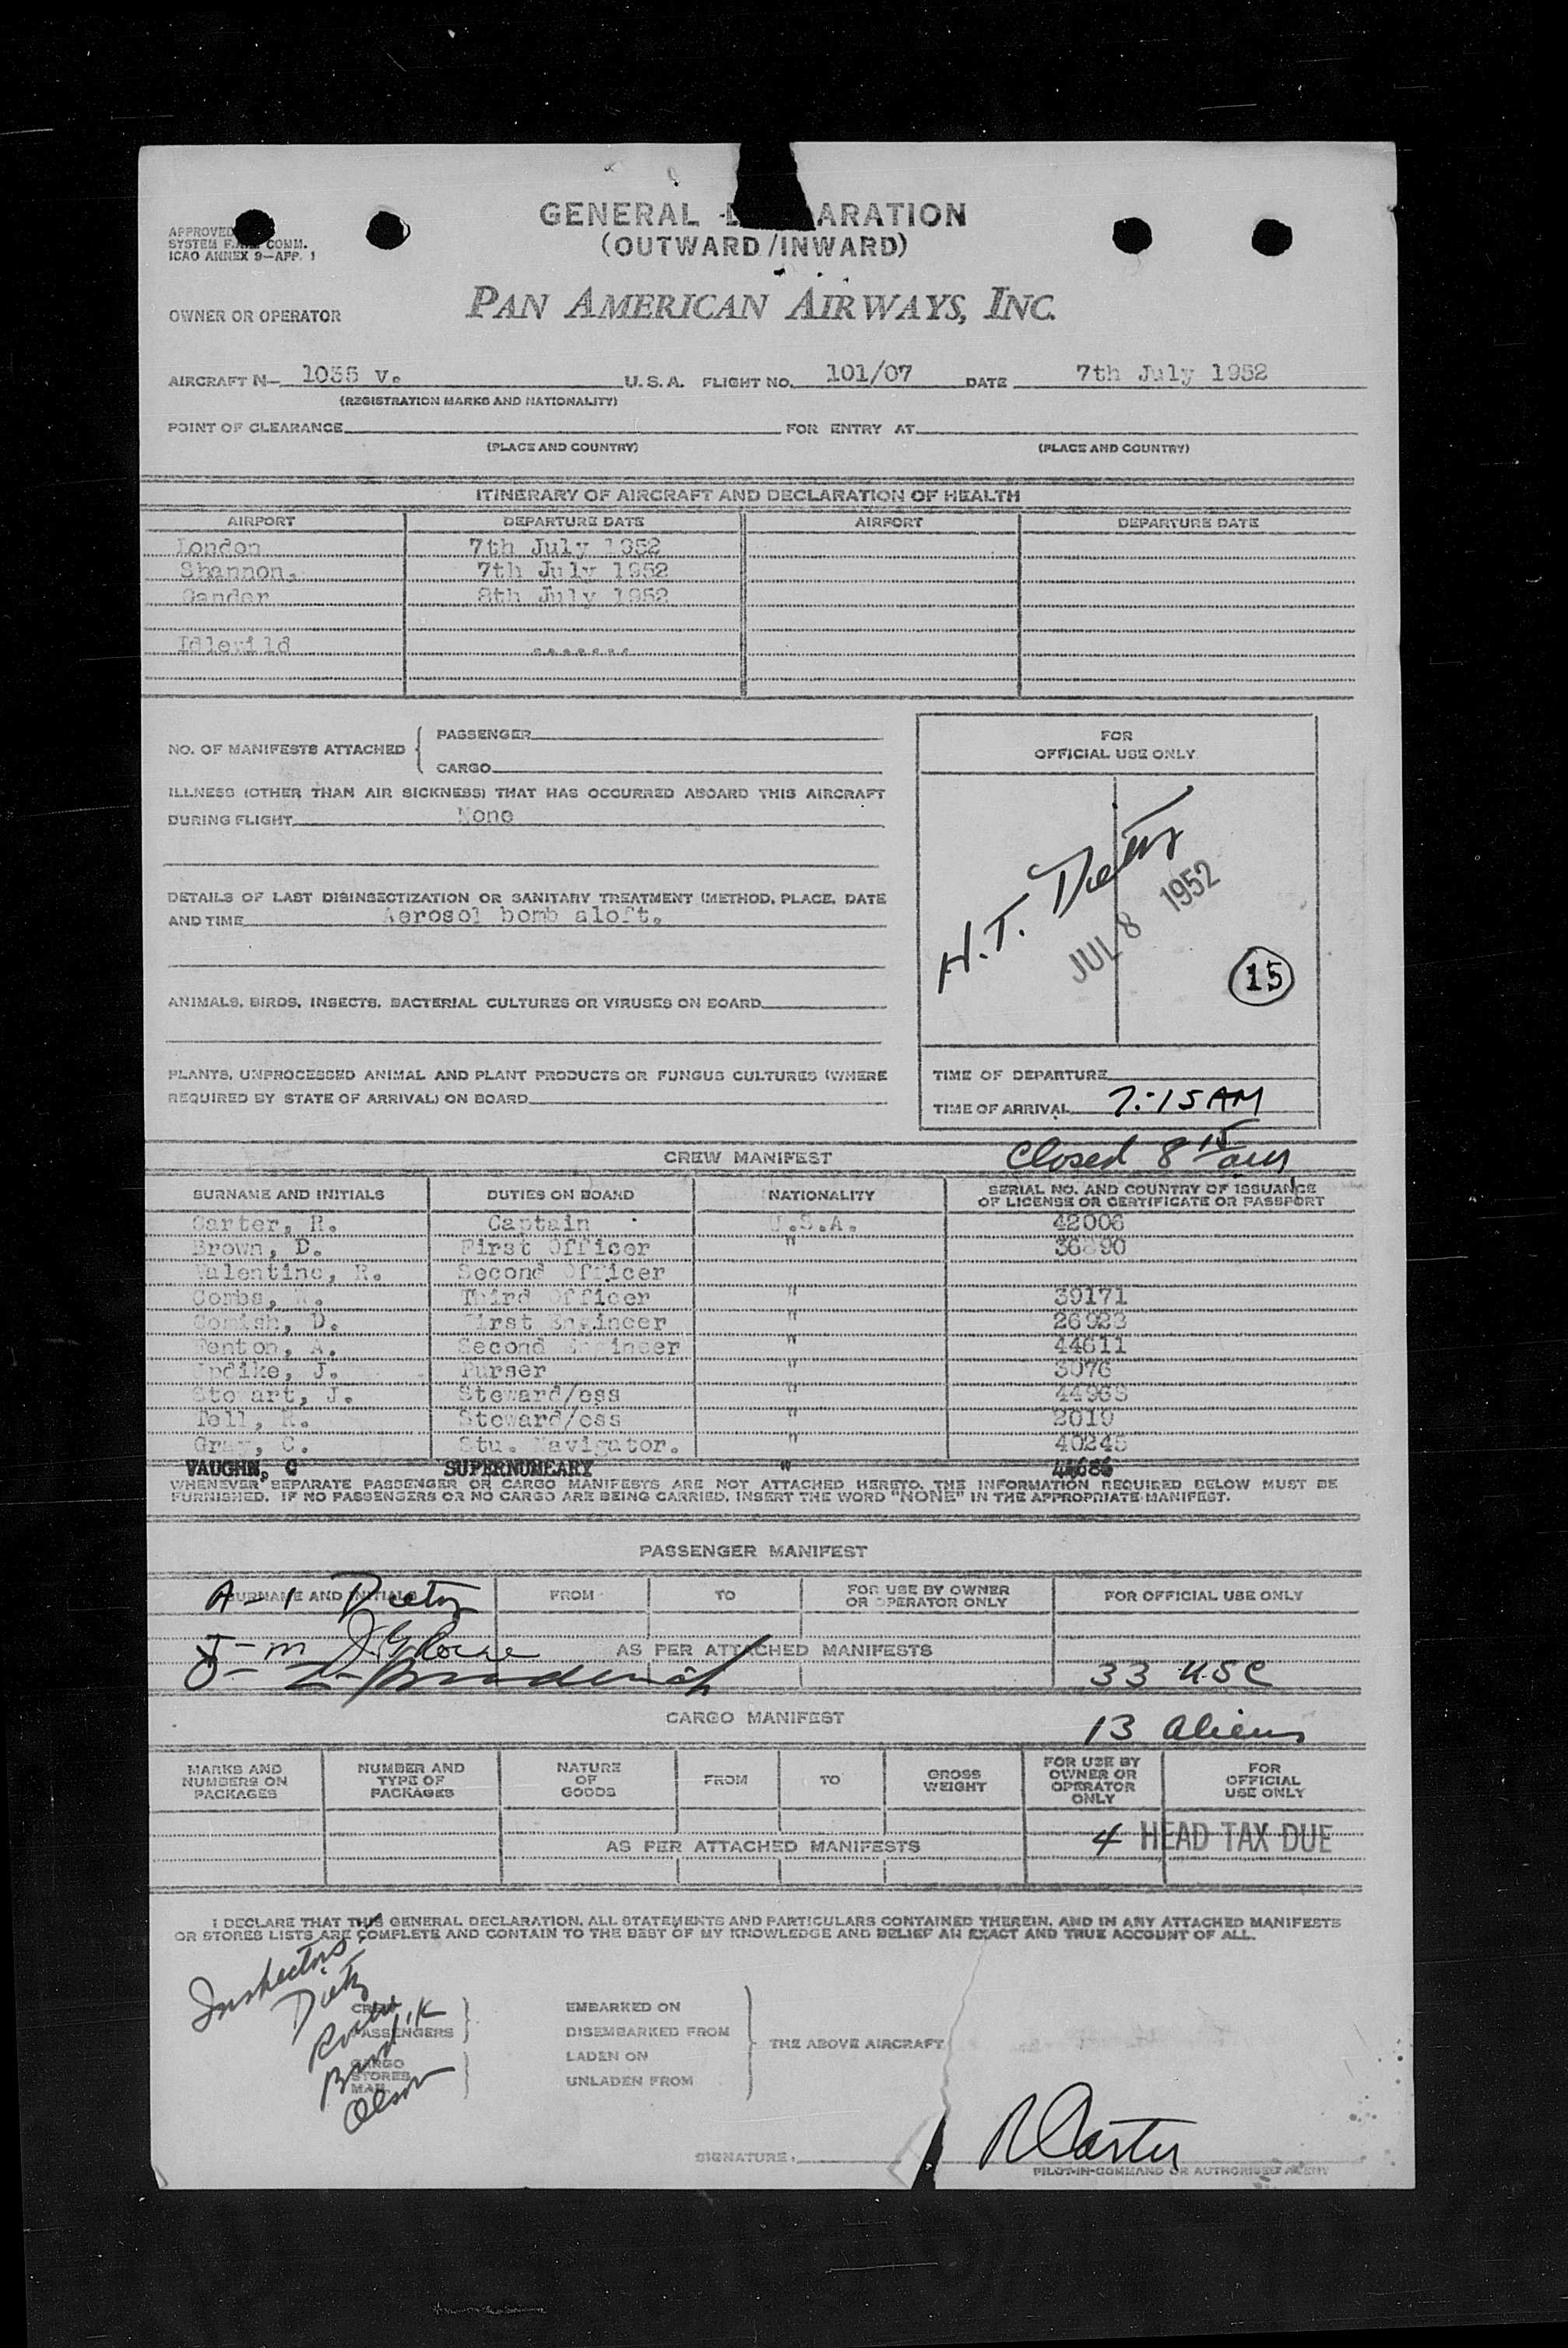 GENERAL ARATION
(OUTWARD/INWARD)
APPROVED
SYSTEM COMM.
ICAO ANNEX 9—APP. 1
OWNER OR OPERATOR PAN AMERICAN AIRWAYS, INC.
AIRCRAFT N— 1035 V. U.S.A. FLIGHT NO. 101/07 DATE 7th July 1952
(REGISTRATION MARKS AND NATIONALITY)
POINT OF CLEARANCE FOR ENTRY AT
(PLACE AND COUNTRY) (PLACE AND COUNTRY)
ITINERARY OF AIRCRAFT AND DECLARATION OF HEALTH
AIRPORT DEPARTURE DATE AIRPORT DEPARTURE DATE
London 7th July 1952
Shannon. 7th July 1952
Gander 8th July 1952
Idlewild .......
NO. OF MANIFESTS ATTACHED { PASSENGER
CARGO
ILLNESS (OTHER THAN AIR SICKNESS) THAT HAS OCCURRED ABOARD THIS AIRCRAFT
DURING FLIGHT None
DETAILS OF LAST DISINSECTIZATION OR SANITARY TREATMENT (METHOD, PLACE, DATE
AND TIME Aerosol bomb aloft.
ANIMALS, BIRDS, INSECTS, BACTERIAL CULTURES OR VIRUSES ON BOARD
PLANTS, UNPROCESSED ANIMAL AND PLANT PRODUCTS OR FUNGUS CULTURES (WHERE
REQUIRED BY STATE OF ARRIVAL) ON BOARD
FOR
OFFICIAL USE ONLY
H.T. Dietz
JUL 8 1952
15
TIME OF DEPARTURE
TIME OF ARRIVAL 7:15 AM
Closed 8 15 am
CREW MANIFEST
SURNAME AND INITIALS DUTIES ON BOARD NATIONALITY SERIAL NO. AND COUNTRY OF ISSUANCE
OF LICENSE OR CERTIFICATE OR PASSPORT
Carter, R. Captain U.S.A. 42006
Brown, D. First Officer " 36890
Valentine, R. Second Officer
Combs, Third Officer " 39171
Comish, D. First Engineer " 26923
Fenton, A. Second Engineer " 44611
Updike, J. Purser " 3076
Stewart, J. Steward/ess " 44963
Tell, R. Steward/ess " 2019
Gray, C. Stu. Navigator. " 40245
VAUGHN, C SUPERNUMEARY "
WHENEVER SEPARATE PASSENGER OR CARGO MANIFESTS ARE NOT ATTACHED HERETO, THE INFORMATION REQUIRED BELOW MUST BE
FURNISHED. IF NO PASSENGERS OR NO CARGO ARE BEING CARRIED, INSERT THE WORD "NONE" IN THE APPROPRIATE MANIFEST.
PASSENGER MANIFEST
SURNAME AND INITIALS FROM TO FOR USE BY OWNER
OR OPERATOR ONLY FOR OFFICIAL USE ONLY
A - 1 Dietz
J - m
AS PER ATTACHED MANIFESTS
33 USC
CARGO MANIFEST
13 Aliens
MARKS AND
NUMBERS ON
PACKAGES
NUMBER AND
TYPE OF
PACKAGES
NATURE
OF
GOODS
FROM
TO
GROSS
WEIGHT
FOR USE BY
OWNER OR
OPERATOR
ONLY
FOR
OFFICIAL
USE ONLY
AS PER ATTACHED MANIFESTS
4 HEAD TAX DUE
I DECLARE THAT THIS GENERAL DECLARATION, ALL STATEMENTS AND PARTICULARS CONTAINED THEREIN, AND IN ANY ATTACHED MANIFESTS
OR STORES LISTS ARE COMPLETE AND CONTAIN TO THE BEST OF MY KNOWLEDGE AND BELIEF AN EXACT AND TRUE ACCOUNT OF ALL.
Inspectors
Dietz
Olson
CREW
PASSENGERS
CARGO
STORES
MAIL
EMBARKED ON
DISEMBARKED FROM
LADEN ON
UNLADEN FROM
THE ABOVE AIRCRAFT
SIGNATURE. R Carter
PILOT-IN-COMMAND OR AUTHORISED AGENT